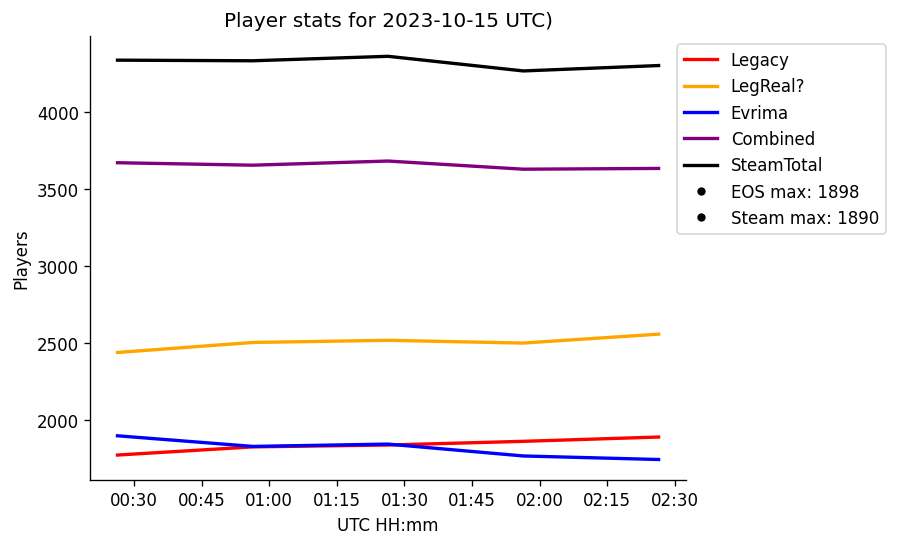 Player stats for 2023-10-15 UTC)
Legacy
LegReal?
Evrima
Combined
SteamTotal
EOS max: 1898
Steam max: 1890
Players
4000
3500
3000
2500
2000
00:30 00:45 01:00 01:15 01:30 01:45 02:00 02:15 02:30
UTC HH:mm